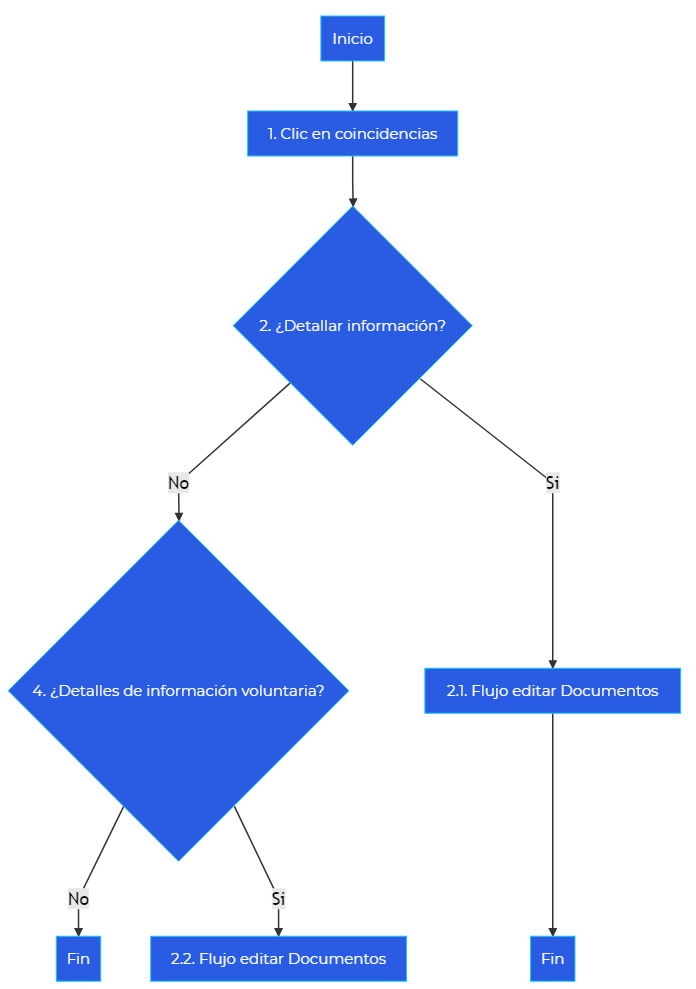 Inicio
1. Clic en coincidencias
2. ¿Detallar información?
No
Si
4. ¿Detalles de información voluntaria?
2.1. Flujo editar Documentos
No
Si
Fin
2.2. Flujo editar Documentos
Fin